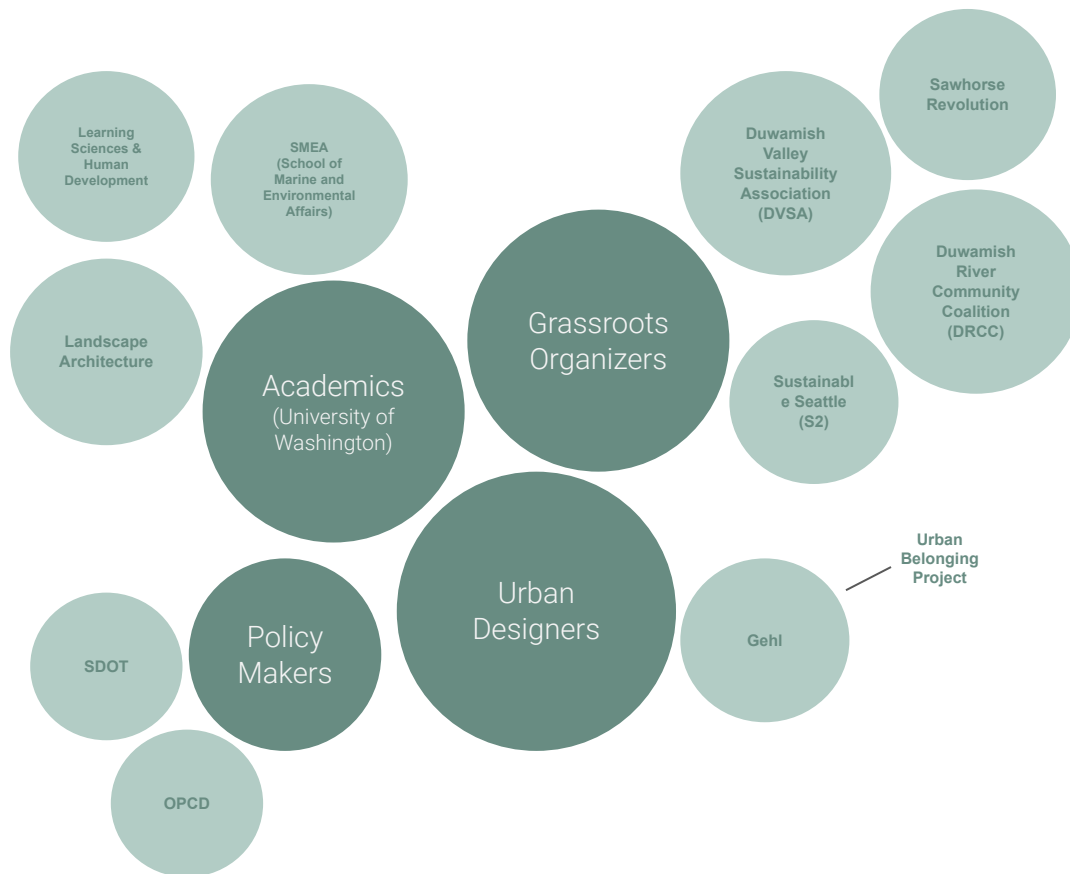 Learning
Sciences &
Human
Development
SMEA
(School of
Marine and
Environmental
Affairs)
Landscape
Architecture
Academics
(University of
Washington)
Grassroots
Organizers
Duwamish
Valley
Sustainability
Association
(DVSA)
Sawhorse
Revolution
Duwamish
River
Community
Coalition
(DRCC)
Sustainabl
e Seattle
(S2)
Urban
Belonging
Project
Gehl
Urban
Designers
Policy
Makers
SDOT
OPCD